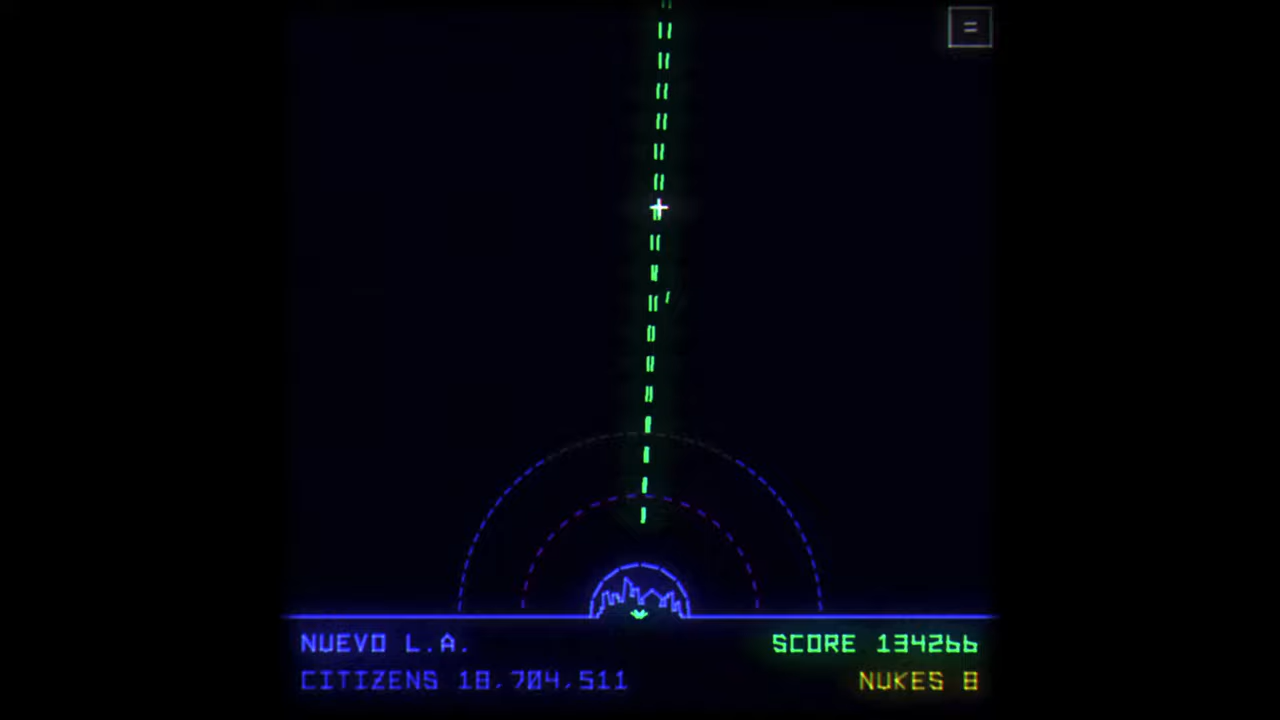 =
NUEVO L.A.
SCORE 134266
CITIZENS 18,704,511
NUKES 8